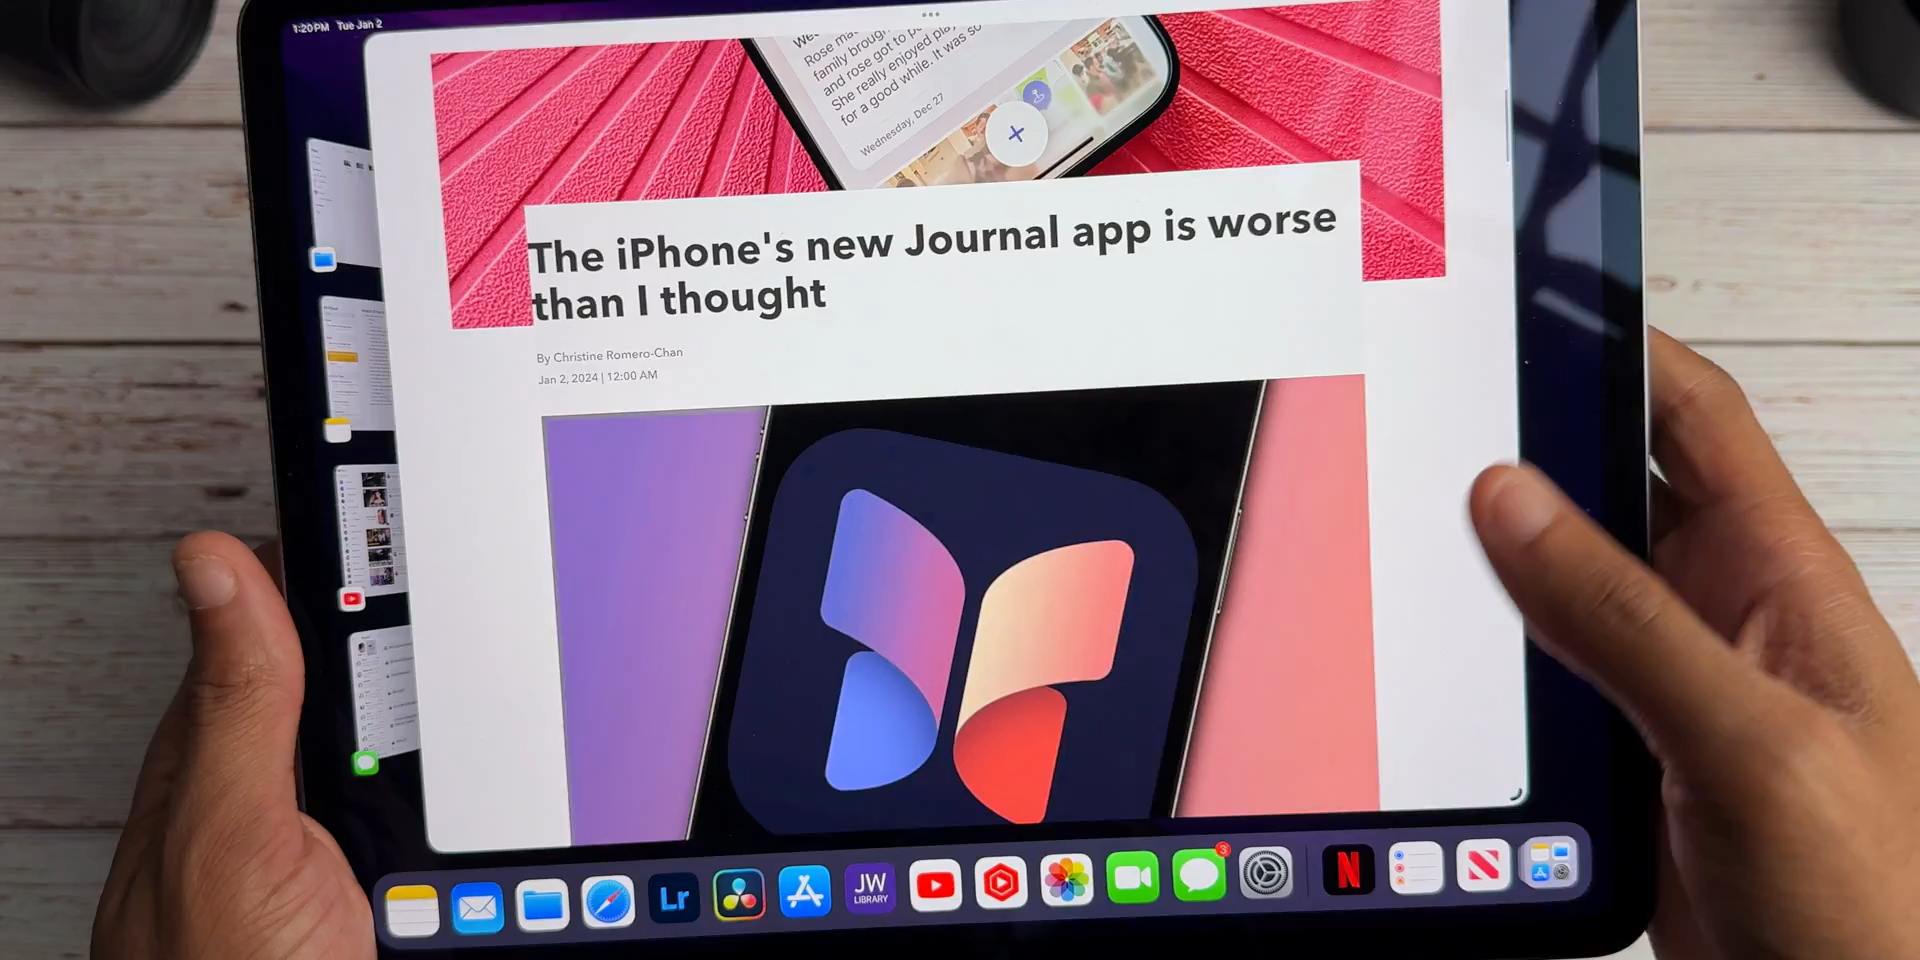 1:20PM Tue Jan 2
We
Rose ma
family broug
and rose got to p
She really enjoyed pla
for a good while. It was so
Wednesday, Dec 27
The iPhone's new Journal app is worse
than I thought
By Christine Romero-Chan
Jan 2, 2024 | 12:00 AM
Lr
JW
LIBRARY
3
N